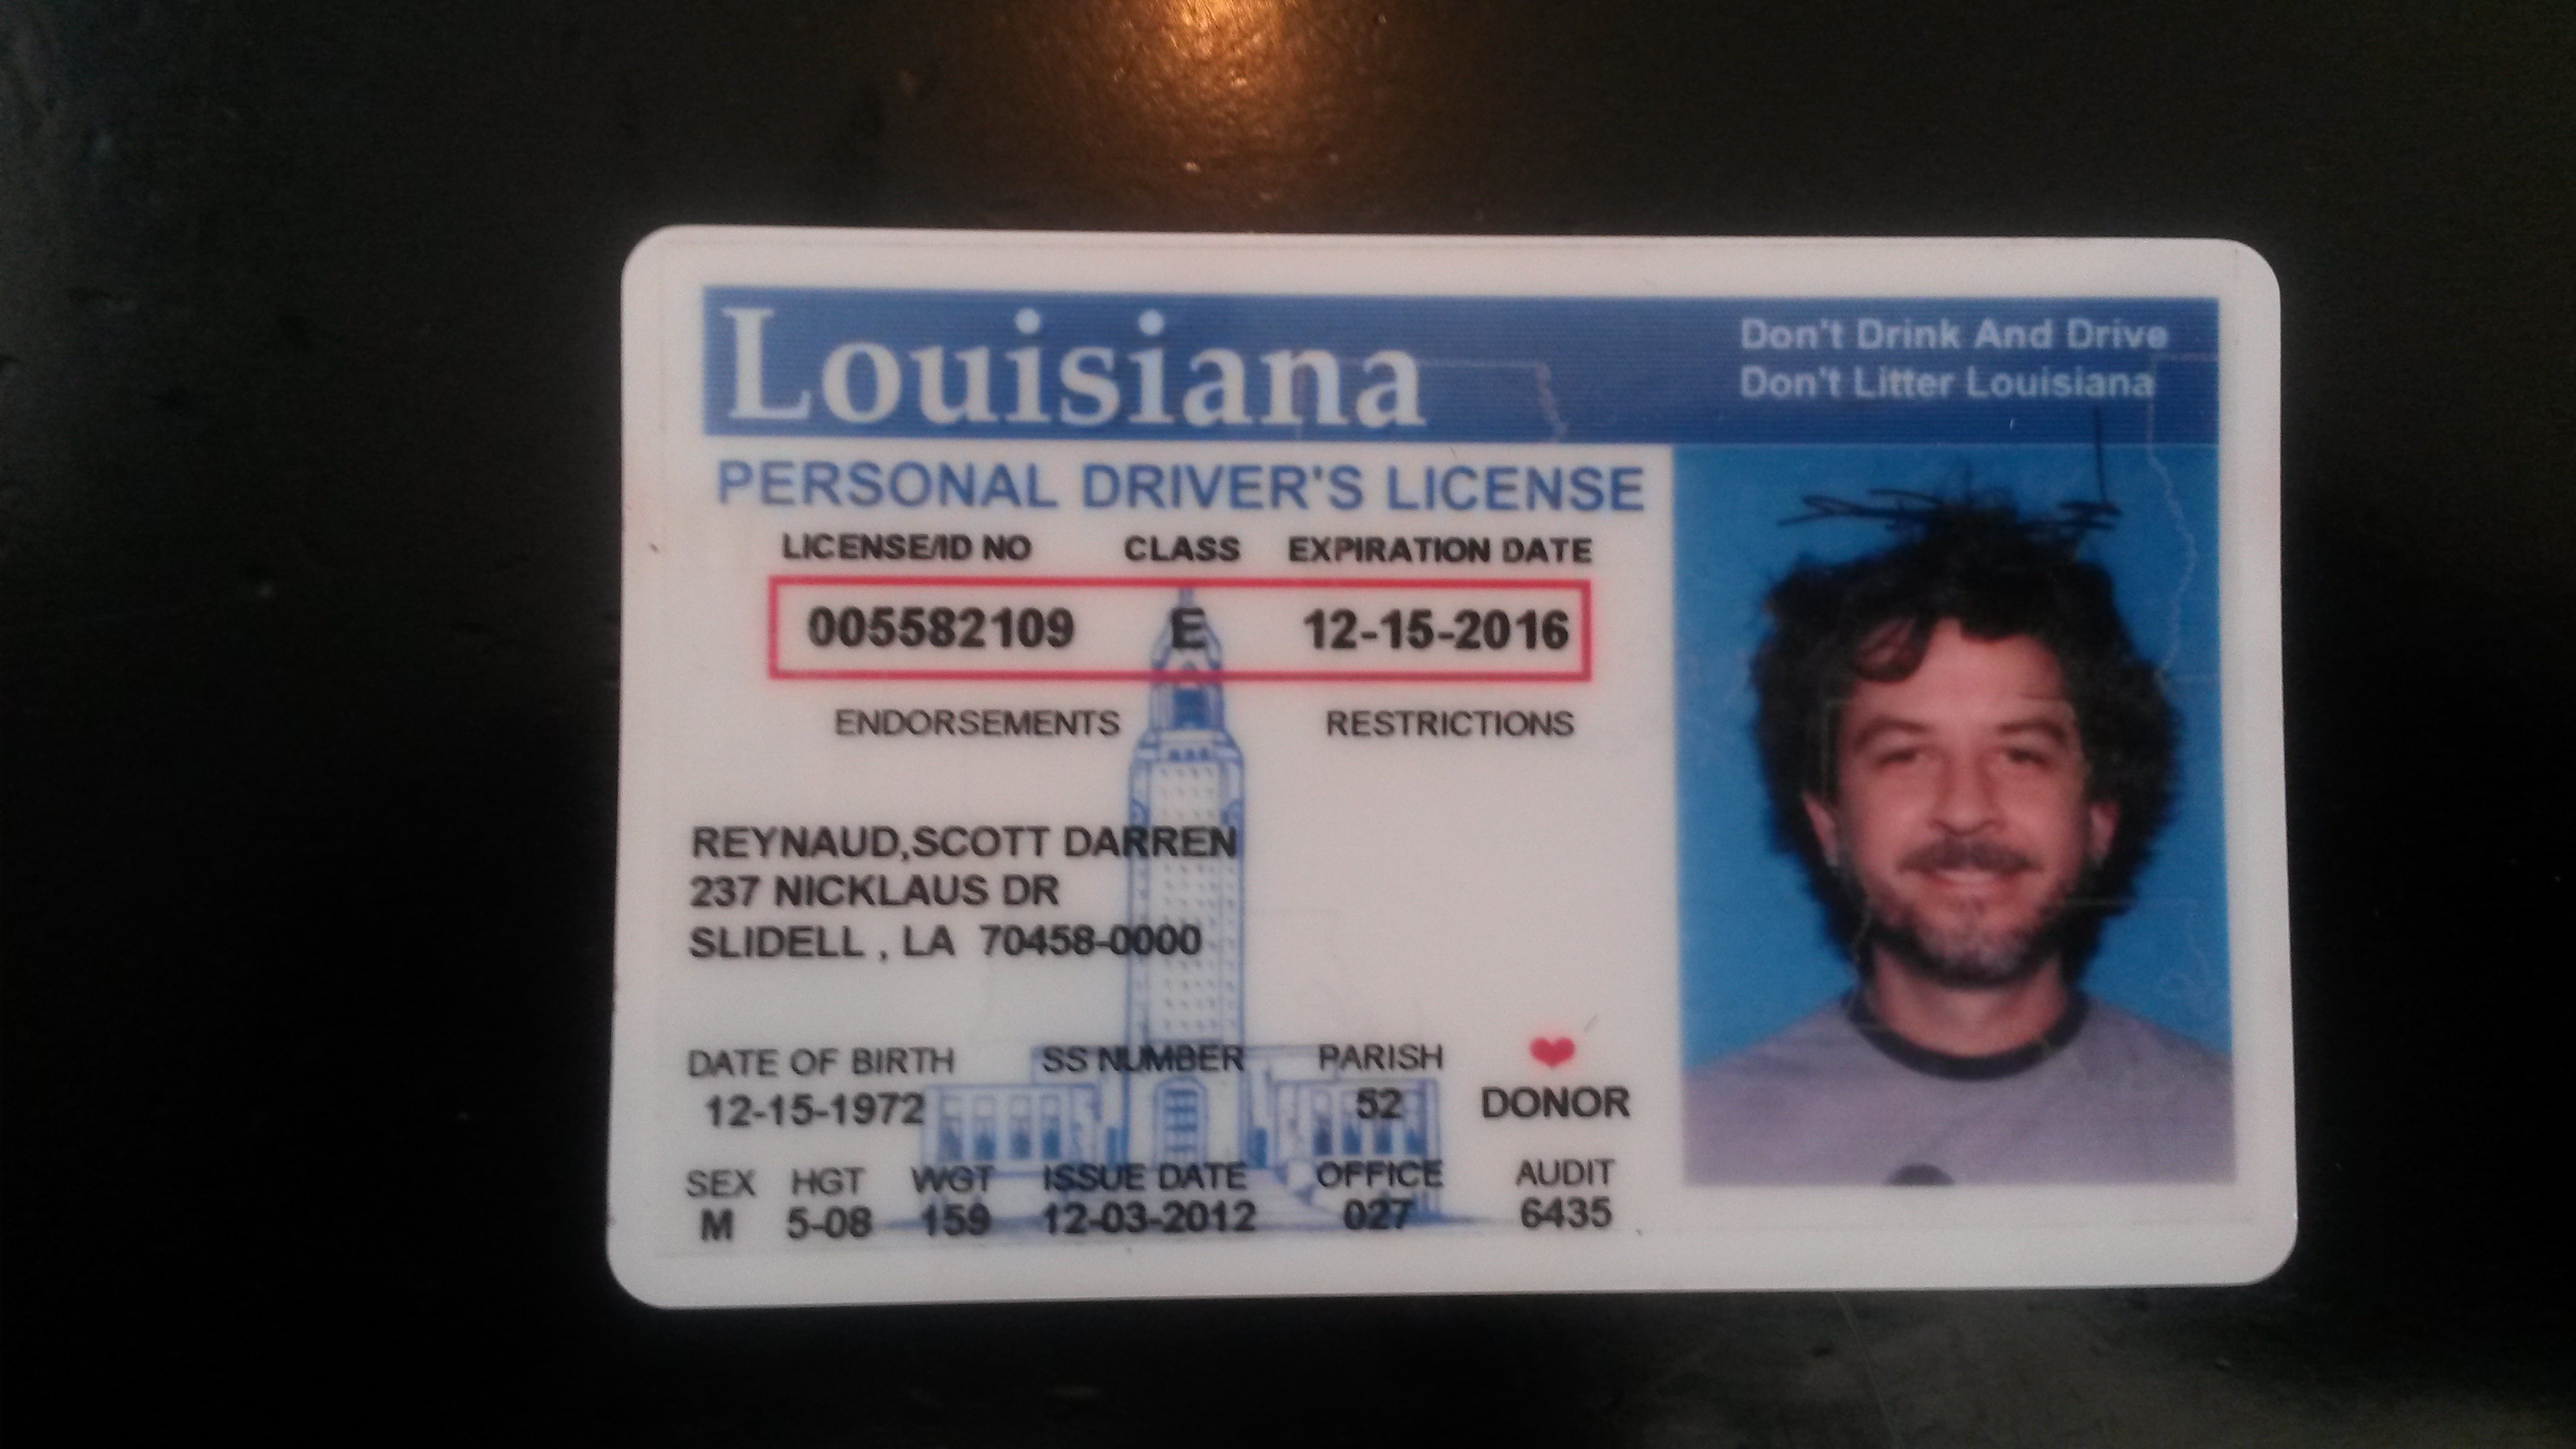 Louisiana
Don't Drink And Drive
Don't Litter Louisiana
PERSONAL DRIVER'S LICENSE
LICENSE/ID NO CLASS EXPIRATION DATE
005582109 E 12-15-2016
ENDORSEMENTS RESTRICTIONS
REYNAUD,SCOTT DARREN
237 NICKLAUS DR
SLIDELL , LA 70458-0000
DATE OF BIRTH SS NUMBER PARISH
12-15-1972 52 DONOR
SEX HGT WGT ISSUE DATE OFFICE AUDIT
M 5-08 159 12-03-2012 027 6435